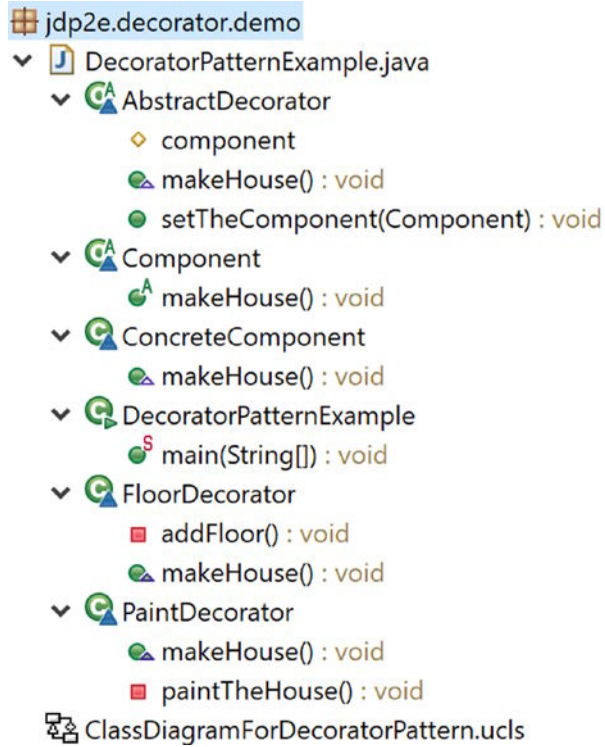 jdp2e.decorator.demo
DecoratorPatternExample.java
AbstractDecorator
component
makeHouse() : void
setTheComponent(Component) : void
Component
makeHouse() : void
ConcreteComponent
makeHouse() : void
DecoratorPatternExample
main(String[]) : void
FloorDecorator
addFloor() : void
makeHouse() : void
PaintDecorator
makeHouse() : void
paintTheHouse() : void
ClassDiagramForDecoratorPattern.ucls